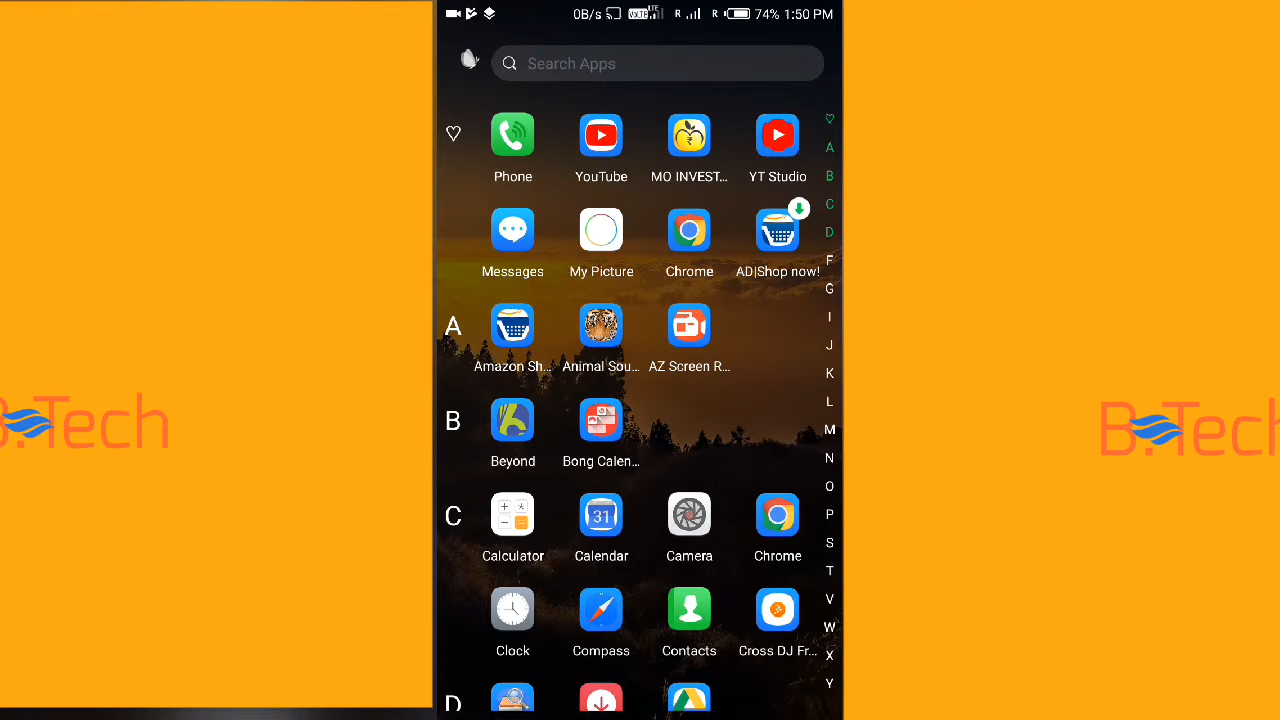 0B/s VoLTE LTE R R 74% 1:50 PM
Search Apps
Phone YouTube MO INVEST... YT Studio
Messages My Picture Chrome AD|Shop now!
A
Amazon Sh... Animal Sou... AZ Screen R...
B
Beyond Bong Calen...
C
31
Calculator Calendar Camera Chrome
Clock Compass Contacts Cross DJ Fr...
D
A
B
C
D
F
G
I
J
K
L
M
N
O
P
S
T
V
W
X
Y
B.Tech
B.Tech